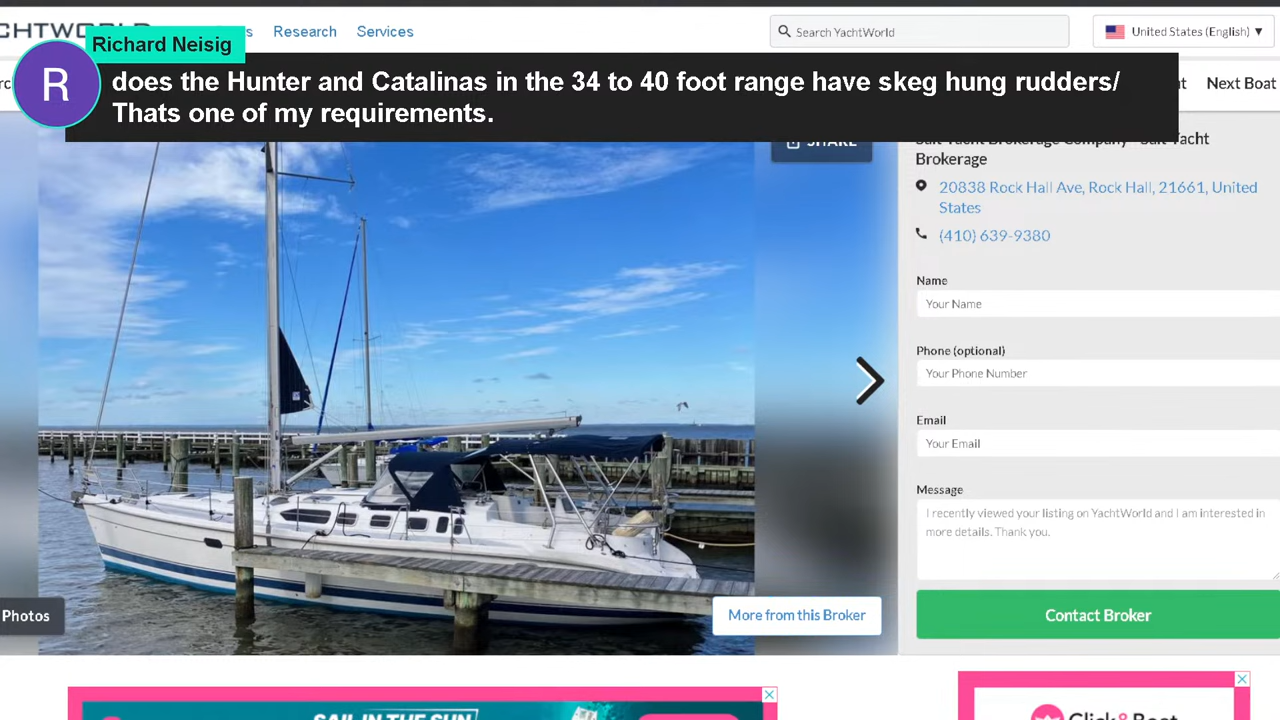 Richard Neisig
Research
Services
Search YachtWorld
United States (English) ▼
R
does the Hunter and Catalinas in the 34 to 40 foot range have skeg hung rudders/
Thats one of my requirements.
Next Boat
SHARE
Brokerage
20838 Rock Hall Ave, Rock Hall, 21661, United
States
(410) 639-9380
Name
Your Name
Phone (optional)
Your Phone Number
Email
Your Email
Message
I recently viewed your listing on YachtWorld and I am interested in
more details. Thank you.
Photos
More from this Broker
Contact Broker
SAIL IN THE SUN
Click&Boat